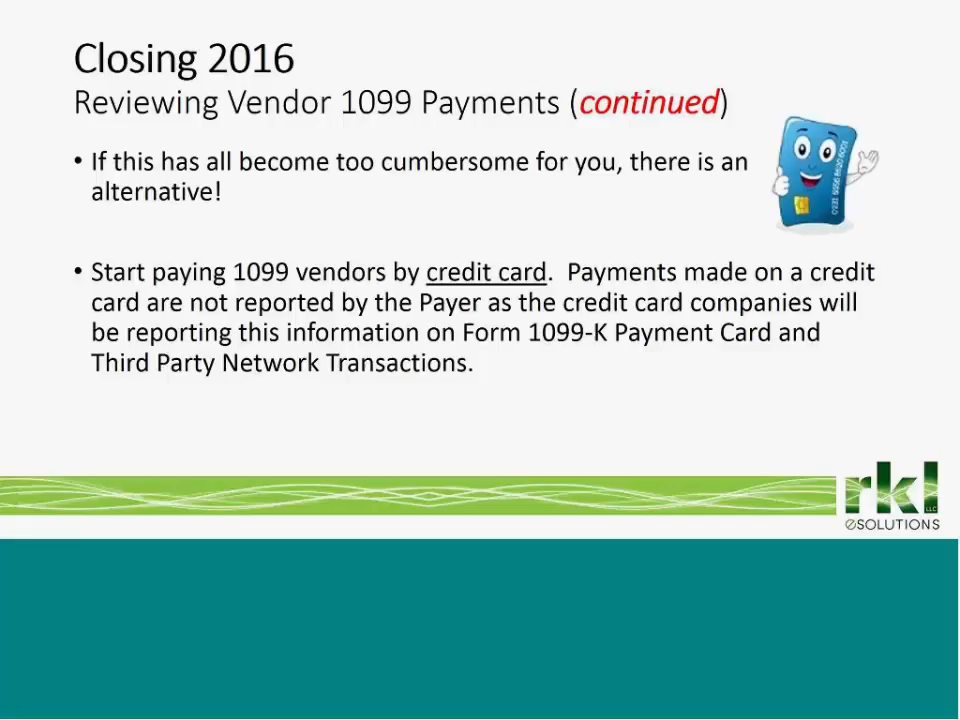 Closing 2016
Reviewing Vendor 1099 Payments (continued)
• If this has all become too cumbersome for you, there is an
alternative!
• Start paying 1099 vendors by credit card. Payments made on a credit
card are not reported by the Payer as the credit card companies will
be reporting this information on Form 1099-K Payment Card and
Third Party Network Transactions.
rkl
LLC
eSOLUTIONS